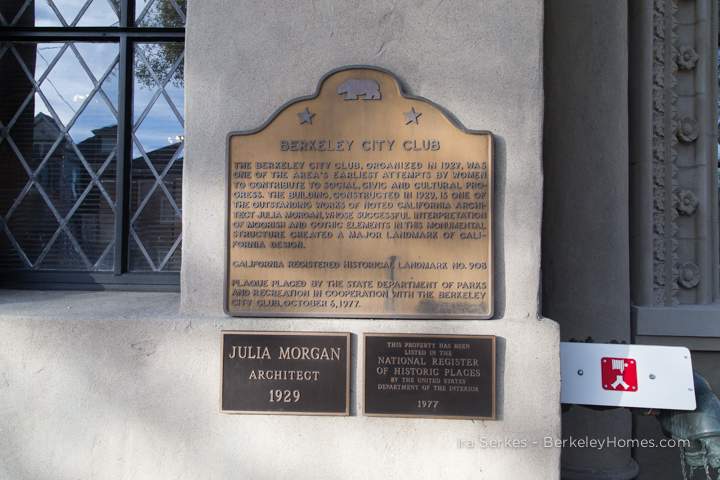 BERKELEY CITY CLUB
THE BERKELEY CITY CLUB, ORGANIZED IN 1927, WAS
ONE OF THE AREA'S EARLIEST ATTEMPTS BY WOMEN
TO CONTRIBUTE TO SOCIAL, CIVIC AND CULTURAL PRO-
GRESS. THE BUILDING, CONSTRUCTED IN 1929, IS ONE OF
THE OUTSTANDING WORKS OF NOTED CALIFORNIA ARCHI-
TECT JULIA MORGAN, WHOSE SUCCESSFUL INTERPRETATION
OF MOORISH AND GOTHIC ELEMENTS IN THIS MONUMENTAL
STRUCTURE CREATED A MAJOR LANDMARK OF CALI-
FORNIA DESIGN.
CALIFORNIA REGISTERED HISTORICAL LANDMARK NO. 908
PLAQUE PLACED BY THE STATE DEPARTMENT OF PARKS
AND RECREATION IN COOPERATION WITH THE BERKELEY
CITY CLUB, OCTOBER 6, 1977.
JULIA MORGAN
ARCHITECT
1929
THIS PROPERTY HAS BEEN
LISTED IN THE
NATIONAL REGISTER
OF HISTORIC PLACES
BY THE UNITED STATES
DEPARTMENT OF THE INTERIOR
1977
Ira Serkes - BerkeleyHomes.com